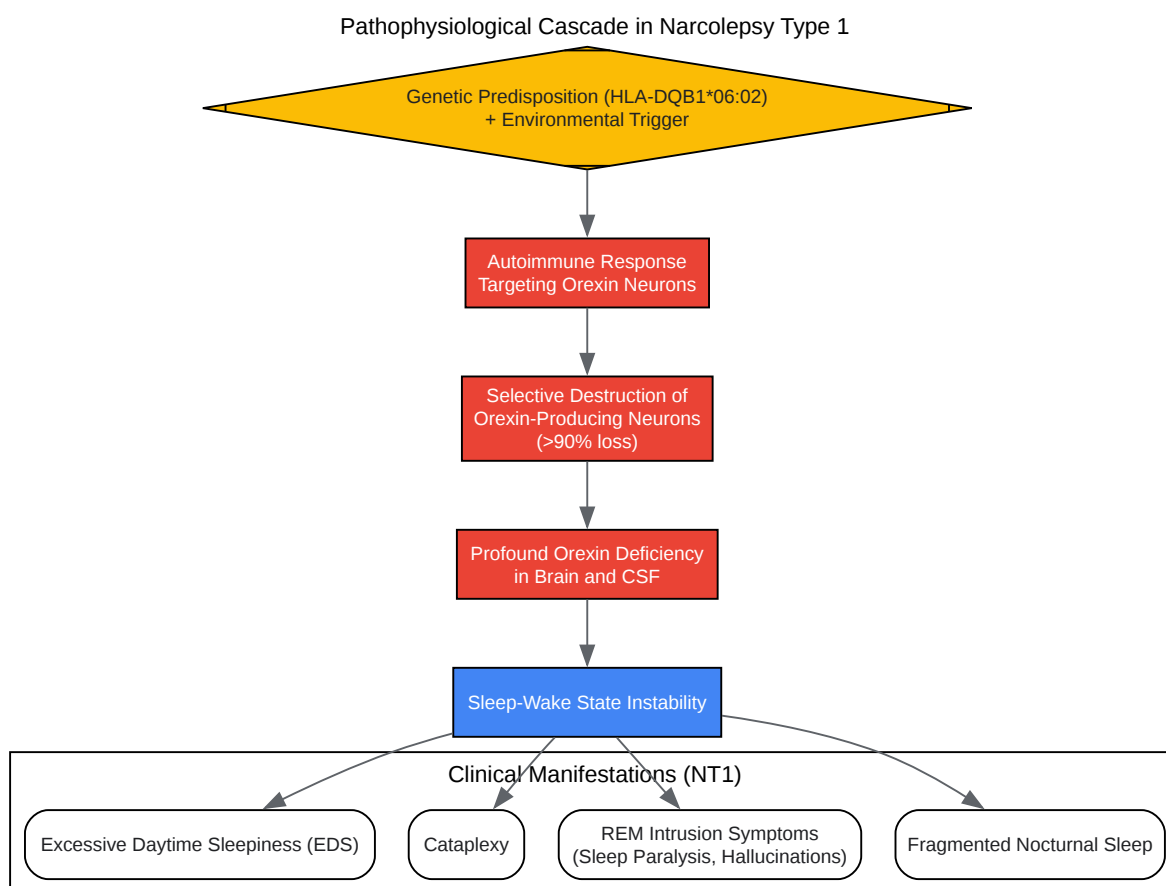 Pathophysiological Cascade in Narcolepsy Type 1
Genetic Predisposition (HLA-DQB1*06:02)
+ Environmental Trigger
Autoimmune Response
Targeting Orexin Neurons
Selective Destruction of
Orexin-Producing Neurons
(>90% loss)
Profound Orexin Deficiency
in Brain and CSF
Sleep-Wake State Instability
Clinical Manifestations (NT1)
Excessive Daytime Sleepiness (EDS)
Cataplexy
REM Intrusion Symptoms
(Sleep Paralysis, Hallucinations)
Fragmented Nocturnal Sleep